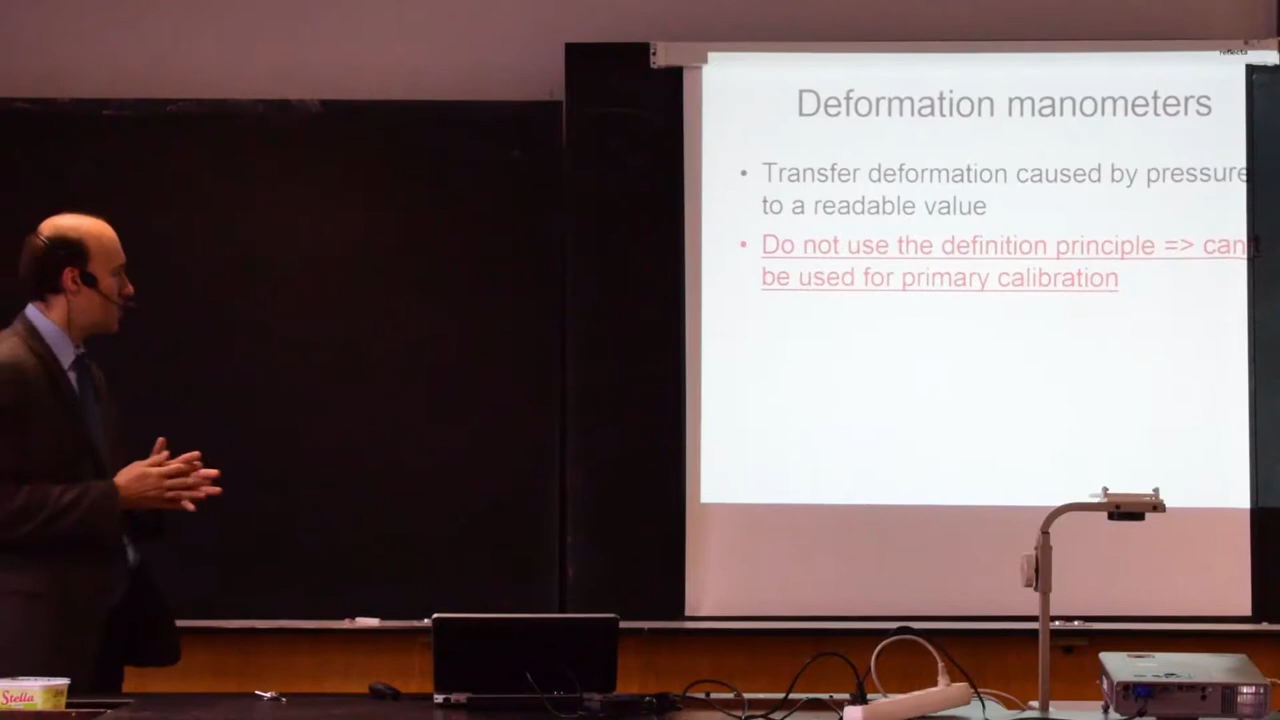 reflecta
Deformation manometers
• Transfer deformation caused by pressure
to a readable value
• Do not use the definition principle => can't
be used for primary calibration
Stella